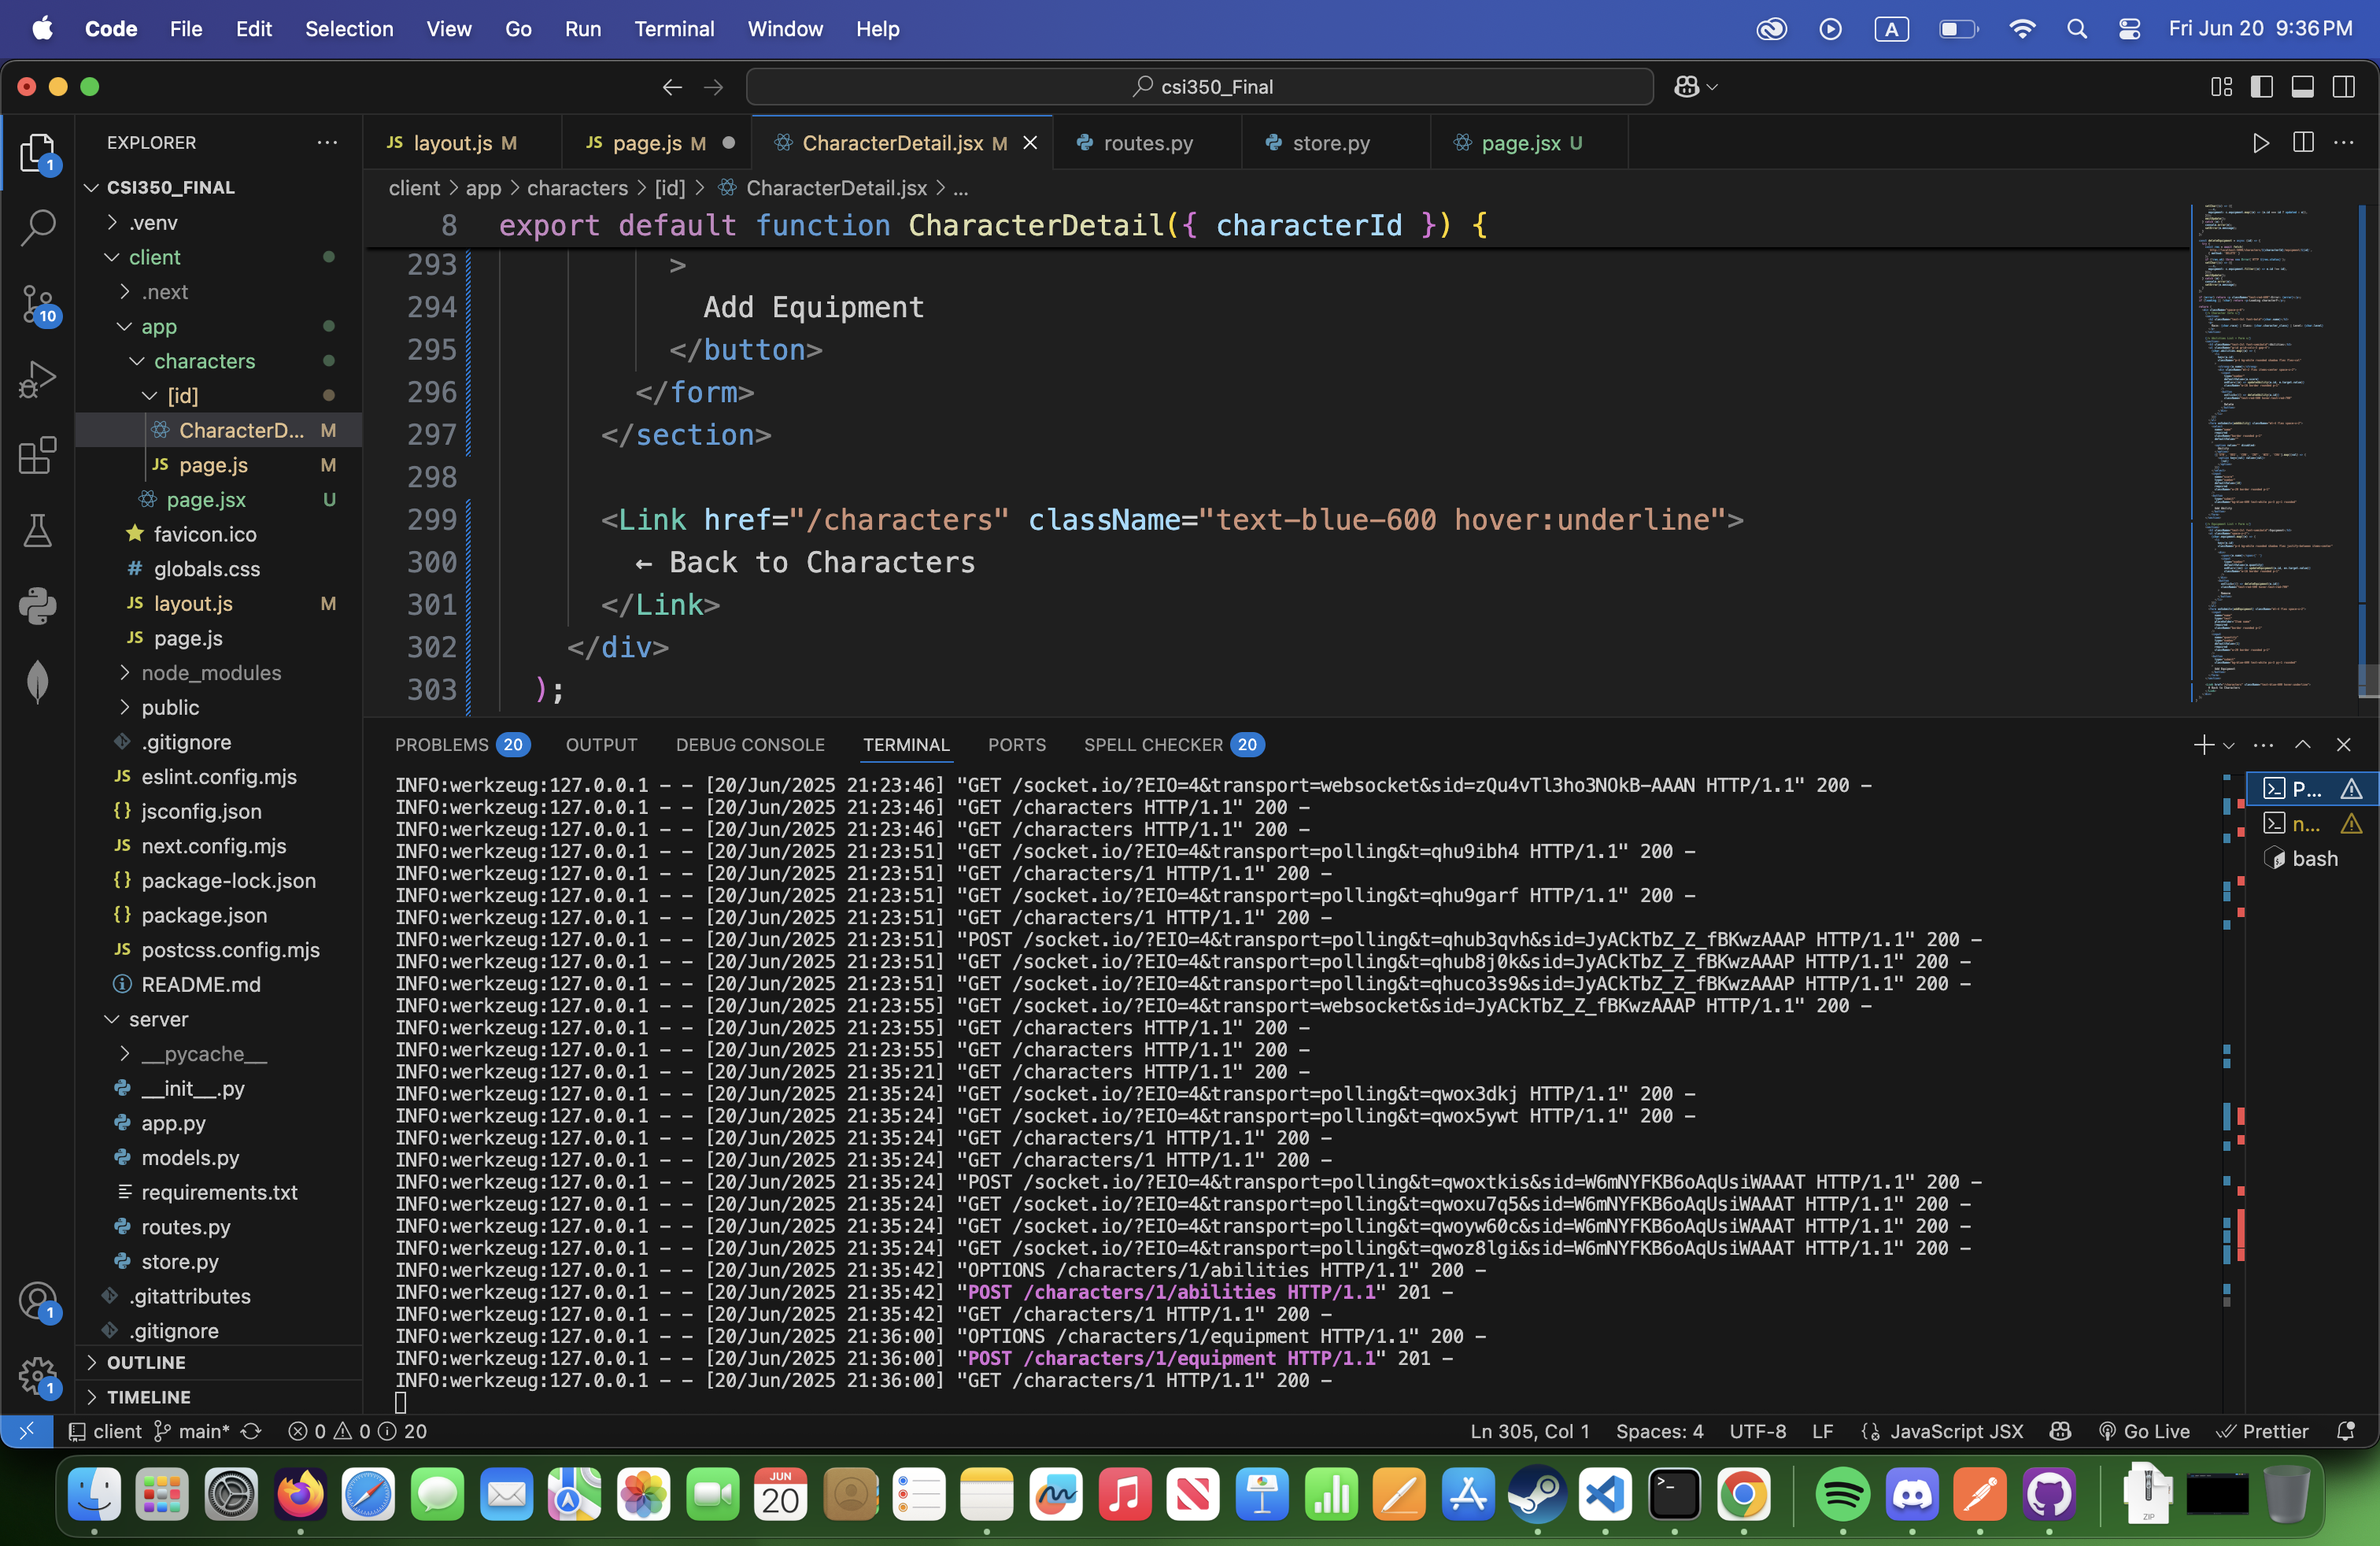 Code File Edit Selection View Go Run Terminal Window Help
A Fri Jun 20 9:36 PM
csi350_Final
EXPLORER
CSI350_FINAL
.venv
client
.next
app
characters
[id]
CharacterD... M
JS page.js M
page.jsx U
favicon.ico
# globals.css
JS layout.js M
JS page.js
node_modules
public
.gitignore
JS eslint.config.mjs
{} jsconfig.json
JS next.config.mjs
{} package-lock.json
{} package.json
JS postcss.config.mjs
README.md
server
__pycache__
__init__.py
app.py
models.py
requirements.txt
routes.py
store.py
.gitattributes
.gitignore
OUTLINE
TIMELINE
1
10
1
1
JS layout.js M JS page.js M CharacterDetail.jsx M routes.py store.py page.jsx U
client > app > characters > [id] > CharacterDetail.jsx > ...
8 export default function CharacterDetail({ characterId }) {
293 >
294 Add Equipment
295 </button>
296 </form>
297 </section>
298
299 <Link href="/characters" className="text-blue-600 hover:underline">
300 ← Back to Characters
301 </Link>
302 </div>
303 );
PROBLEMS 20 OUTPUT DEBUG CONSOLE TERMINAL PORTS SPELL CHECKER 20
INFO:werkzeug:127.0.0.1 - - [20/Jun/2025 21:23:46] "GET /socket.io/?EIO=4&transport=websocket&sid=zQu4vTl3ho3NOkB-AAAN HTTP/1.1" 200 -
INFO:werkzeug:127.0.0.1 - - [20/Jun/2025 21:23:46] "GET /characters HTTP/1.1" 200 -
INFO:werkzeug:127.0.0.1 - - [20/Jun/2025 21:23:46] "GET /characters HTTP/1.1" 200 -
INFO:werkzeug:127.0.0.1 - - [20/Jun/2025 21:23:51] "GET /socket.io/?EIO=4&transport=polling&t=qhu9ibh4 HTTP/1.1" 200 -
INFO:werkzeug:127.0.0.1 - - [20/Jun/2025 21:23:51] "GET /characters/1 HTTP/1.1" 200 -
INFO:werkzeug:127.0.0.1 - - [20/Jun/2025 21:23:51] "GET /socket.io/?EIO=4&transport=polling&t=qhu9garf HTTP/1.1" 200 -
INFO:werkzeug:127.0.0.1 - - [20/Jun/2025 21:23:51] "GET /characters/1 HTTP/1.1" 200 -
INFO:werkzeug:127.0.0.1 - - [20/Jun/2025 21:23:51] "POST /socket.io/?EIO=4&transport=polling&t=qhub3qvh&sid=JyACkTbZ_Z_fBKwzAAAP HTTP/1.1" 200 -
INFO:werkzeug:127.0.0.1 - - [20/Jun/2025 21:23:51] "GET /socket.io/?EIO=4&transport=polling&t=qhub8j0k&sid=JyACkTbZ_Z_fBKwzAAAP HTTP/1.1" 200 -
INFO:werkzeug:127.0.0.1 - - [20/Jun/2025 21:23:51] "GET /socket.io/?EIO=4&transport=polling&t=qhuco3s9&sid=JyACkTbZ_Z_fBKwzAAAP HTTP/1.1" 200 -
INFO:werkzeug:127.0.0.1 - - [20/Jun/2025 21:23:55] "GET /socket.io/?EIO=4&transport=websocket&sid=JyACkTbZ_Z_fBKwzAAAP HTTP/1.1" 200 -
INFO:werkzeug:127.0.0.1 - - [20/Jun/2025 21:23:55] "GET /characters HTTP/1.1" 200 -
INFO:werkzeug:127.0.0.1 - - [20/Jun/2025 21:23:55] "GET /characters HTTP/1.1" 200 -
INFO:werkzeug:127.0.0.1 - - [20/Jun/2025 21:35:21] "GET /characters HTTP/1.1" 200 -
INFO:werkzeug:127.0.0.1 - - [20/Jun/2025 21:35:24] "GET /socket.io/?EIO=4&transport=polling&t=qwox3dkj HTTP/1.1" 200 -
INFO:werkzeug:127.0.0.1 - - [20/Jun/2025 21:35:24] "GET /socket.io/?EIO=4&transport=polling&t=qwox5ywt HTTP/1.1" 200 -
INFO:werkzeug:127.0.0.1 - - [20/Jun/2025 21:35:24] "GET /characters/1 HTTP/1.1" 200 -
INFO:werkzeug:127.0.0.1 - - [20/Jun/2025 21:35:24] "GET /characters/1 HTTP/1.1" 200 -
INFO:werkzeug:127.0.0.1 - - [20/Jun/2025 21:35:24] "POST /socket.io/?EIO=4&transport=polling&t=qwoxtkis&sid=W6mNYFKB6oAqUsiWAAAT HTTP/1.1" 200 -
INFO:werkzeug:127.0.0.1 - - [20/Jun/2025 21:35:24] "GET /socket.io/?EIO=4&transport=polling&t=qwoxu7q5&sid=W6mNYFKB6oAqUsiWAAAT HTTP/1.1" 200 -
INFO:werkzeug:127.0.0.1 - - [20/Jun/2025 21:35:24] "GET /socket.io/?EIO=4&transport=polling&t=qwoyw60c&sid=W6mNYFKB6oAqUsiWAAAT HTTP/1.1" 200 -
INFO:werkzeug:127.0.0.1 - - [20/Jun/2025 21:35:24] "GET /socket.io/?EIO=4&transport=polling&t=qwoz8lgi&sid=W6mNYFKB6oAqUsiWAAAT HTTP/1.1" 200 -
INFO:werkzeug:127.0.0.1 - - [20/Jun/2025 21:35:42] "OPTIONS /characters/1/abilities HTTP/1.1" 200 -
INFO:werkzeug:127.0.0.1 - - [20/Jun/2025 21:35:42] "POST /characters/1/abilities HTTP/1.1" 201 -
INFO:werkzeug:127.0.0.1 - - [20/Jun/2025 21:35:42] "GET /characters/1 HTTP/1.1" 200 -
INFO:werkzeug:127.0.0.1 - - [20/Jun/2025 21:36:00] "OPTIONS /characters/1/equipment HTTP/1.1" 200 -
INFO:werkzeug:127.0.0.1 - - [20/Jun/2025 21:36:00] "POST /characters/1/equipment HTTP/1.1" 201 -
INFO:werkzeug:127.0.0.1 - - [20/Jun/2025 21:36:00] "GET /characters/1 HTTP/1.1" 200 -
P...
n...
bash
client main* 0 0 20 Ln 305, Col 1 Spaces: 4 UTF-8 LF JavaScript JSX Go Live Prettier
JUN
20
ZIP